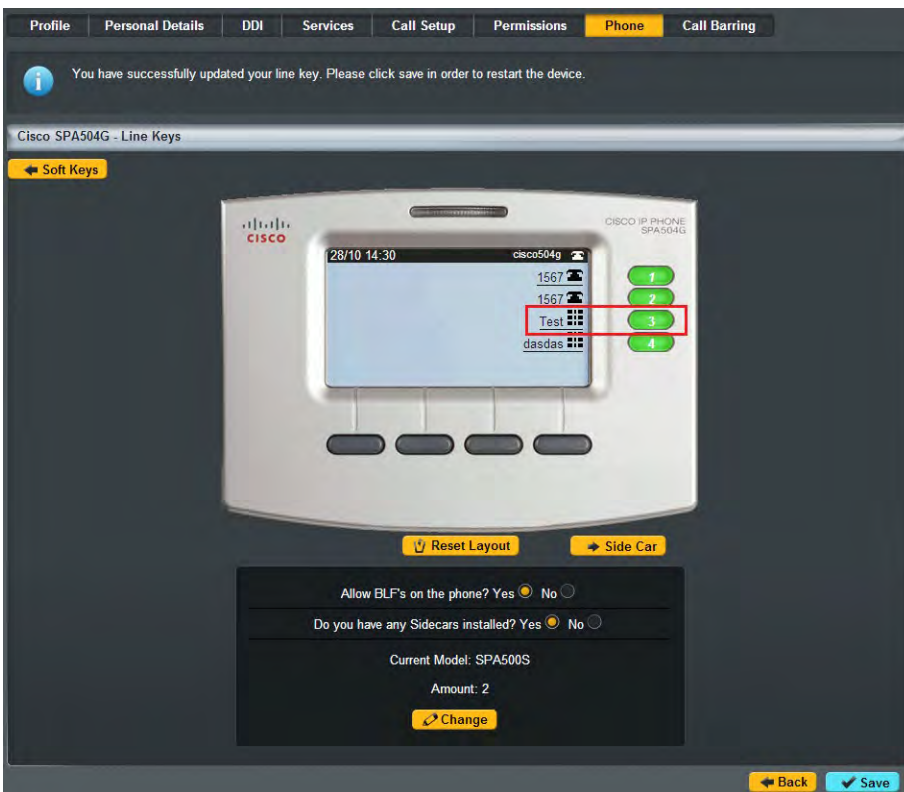 Profile Personal Details DDI Services Call Setup Permissions Phone Call Barring
You have successfully updated your line key. Please click save in order to restart the device.
Cisco SPA504G - Line Keys
Soft Keys
CISCO
CISCO IP PHONE
SPA504G
28/10 14:30 cisco504g
1567 1
1567 2
Test 3
dasdas 4
Reset Layout Side Car
Allow BLF's on the phone? Yes No
Do you have any Sidecars installed? Yes No
Current Model: SPA500S
Amount: 2
Change
Back Save